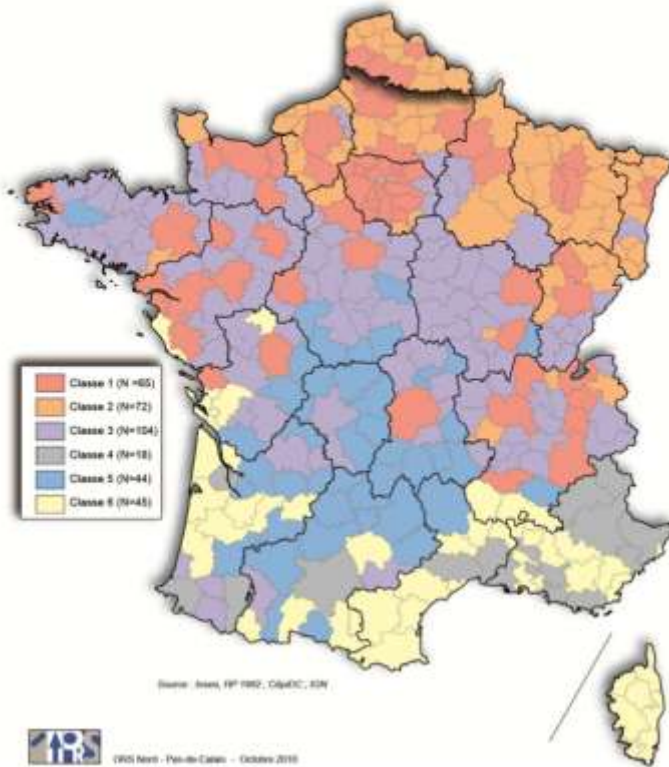 Classe 1 (N =65)
Classe 2 (N=72)
Classe 3 (N=104)
Classe 4 (N=18)
Classe 5 (N=44)
Classe 6 (N=45)
Source : Insee, RP 1982, CépiDC, IGN
ORS Nord - Pas-de-Calais - Octobre 2010